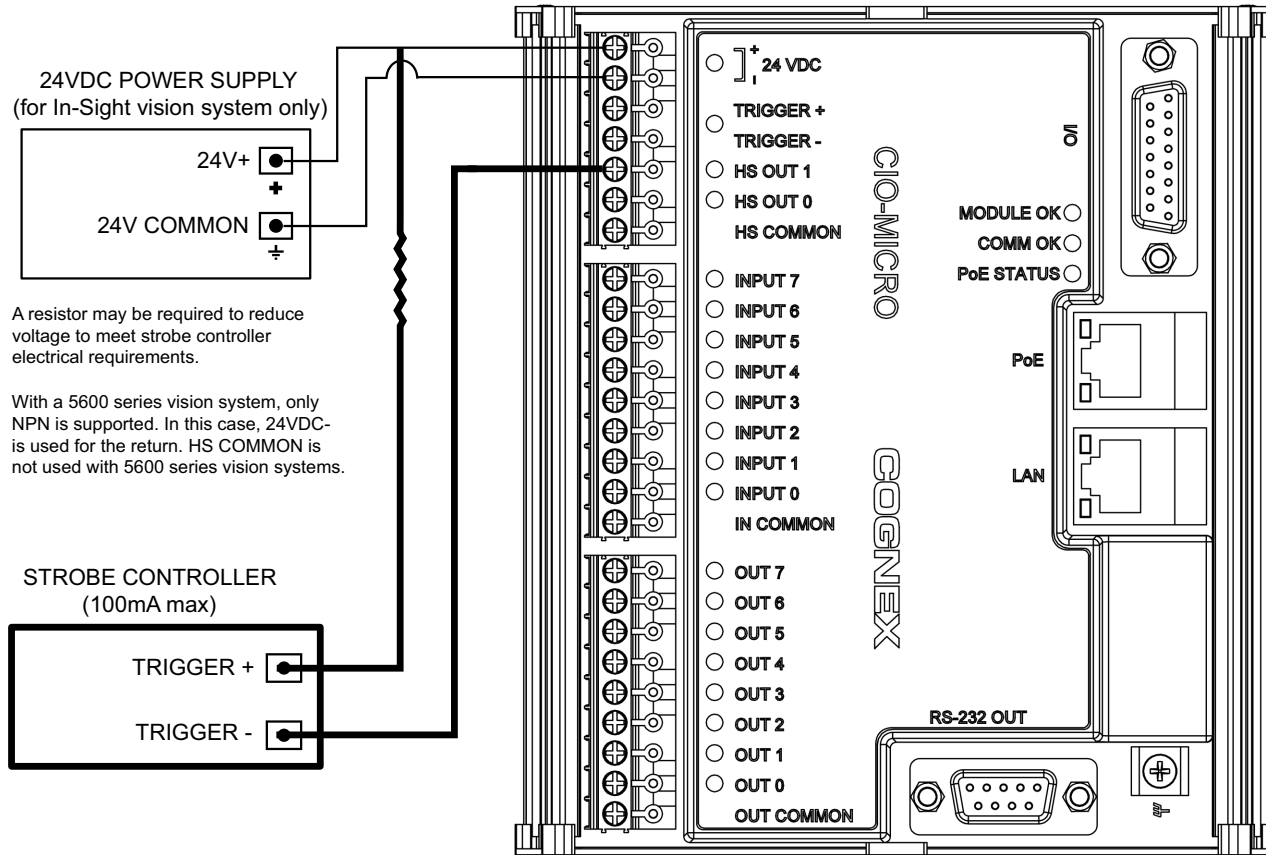 24VDC POWER SUPPLY
(for In-Sight vision system only)
24V+
+
24V COMMON
A resistor may be required to reduce
voltage to meet strobe controller
electrical requirements.
With a 5600 series vision system, only
NPN is supported. In this case, 24VDC-
is used for the return. HS COMMON is
not used with 5600 series vision systems.
STROBE CONTROLLER
(100mA max)
TRIGGER +
TRIGGER -
+
24 VDC
-
TRIGGER +
TRIGGER -
HS OUT 1
HS OUT 0
HS COMMON
INPUT 7
INPUT 6
INPUT 5
INPUT 4
INPUT 3
INPUT 2
INPUT 1
INPUT 0
IN COMMON
OUT 7
OUT 6
OUT 5
OUT 4
OUT 3
OUT 2
OUT 1
OUT 0
OUT COMMON
CIO-MICRO
COGNEX
I/O
MODULE OK
COMM OK
PoE STATUS
PoE
LAN
RS-232 OUT